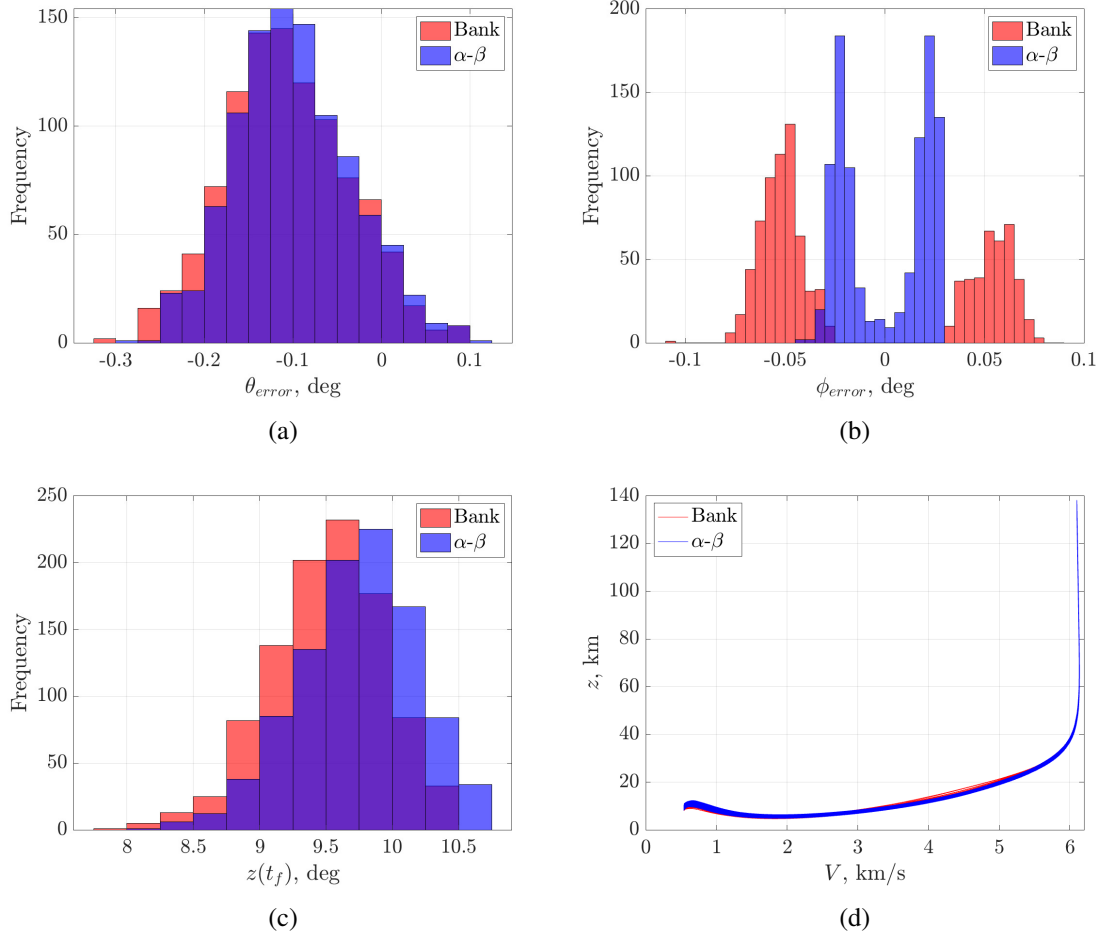 150
100
50
0
Frequency
-0.3
-0.2
-0.1
0
0.1
θ_error, deg
Bank
α-β
(a)
200
150
100
50
0
Frequency
-0.1
-0.05
0
0.05
0.1
ϕ_error, deg
Bank
α-β
(b)
250
200
150
100
50
0
Frequency
8
8.5
9
9.5
10
10.5
z(t_f), deg
Bank
α-β
(c)
140
120
100
80
60
40
20
0
z, km
0
1
2
3
4
5
6
V, km/s
Bank
α-β
(d)